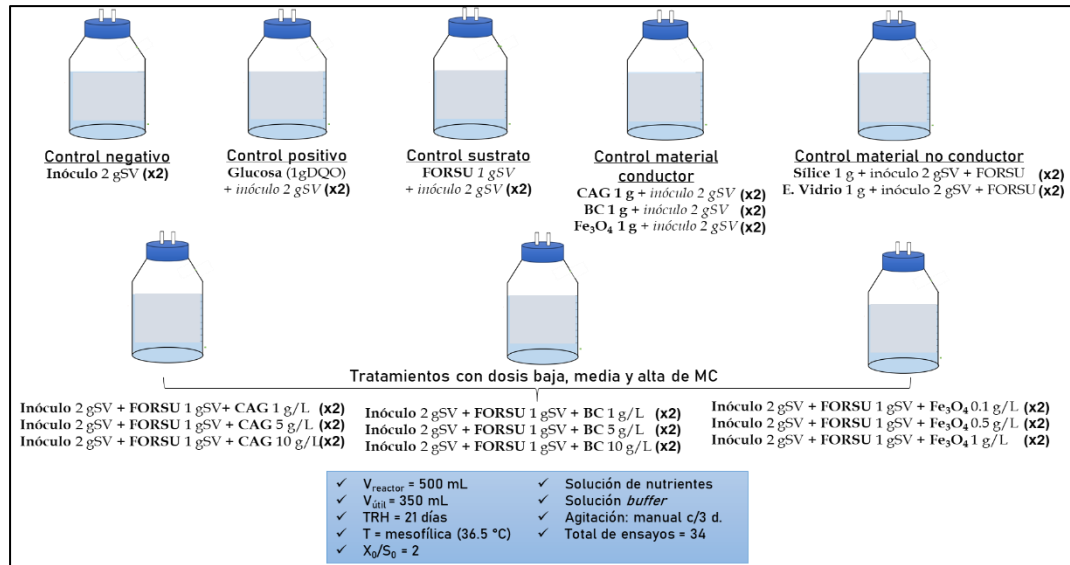 Control negativo
Inóculo 2 gSV (x2)
Control positivo
Glucosa (1gDQO)
+ inóculo 2 gSV (x2)
Control sustrato
FORSU 1 gSV
+ inóculo 2 gSV (x2)
Control material
conductor
CAG 1 g + inóculo 2 gSV (x2)
BC 1 g + inóculo 2 gSV (x2)
Fe₃O₄ 1 g + inóculo 2 gSV (x2)
Control material no conductor
Sílice 1 g + inóculo 2 gSV + FORSU (x2)
E. Vidrio 1 g + inóculo 2 gSV + FORSU (x2)
Tratamientos con dosis baja, media y alta de MC
Inóculo 2 gSV + FORSU 1 gSV+ CAG 1 g/L (x2)
Inóculo 2 gSV + FORSU 1 gSV + CAG 5 g/L (x2)
Inóculo 2 gSV + FORSU 1 gSV + CAG 10 g/L (x2)
Inóculo 2 gSV + FORSU 1 gSV + BC 1 g/L (x2)
Inóculo 2 gSV + FORSU 1 gSV + BC 5 g/L (x2)
Inóculo 2 gSV + FORSU 1 gSV + BC 10 g/L (x2)
Inóculo 2 gSV + FORSU 1 gSV + Fe₃O₄ 0.1 g/L (x2)
Inóculo 2 gSV + FORSU 1 gSV + Fe₃O₄ 0.5 g/L (x2)
Inóculo 2 gSV + FORSU 1 gSV + Fe₃O₄ 1 g/L (x2)
✓ Vreactor = 500 mL
✓ Vútil = 350 mL
✓ TRH = 21 días
✓ T = mesofílica (36.5 °C)
✓ X₀/S₀ = 2
✓ Solución de nutrientes
✓ Solución buffer
✓ Agitación: manual c/3 d.
✓ Total de ensayos = 34